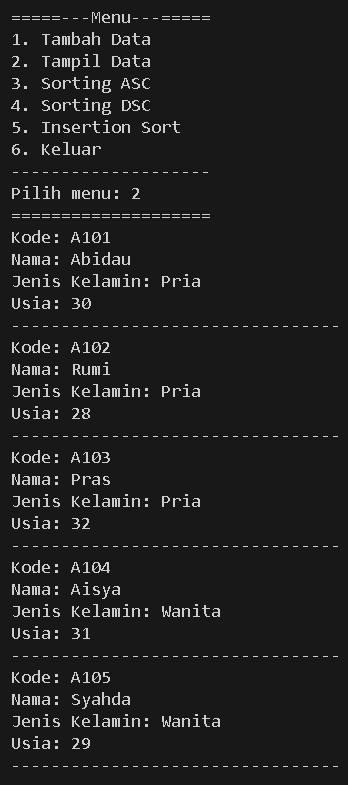 =====---Menu---=====
1. Tambah Data
2. Tampil Data
3. Sorting ASC
4. Sorting DSC
5. Insertion Sort
6. Keluar
--------------------
Pilih menu: 2
====================
Kode: A101
Nama: Abidau
Jenis Kelamin: Pria
Usia: 30
---------------------------------
Kode: A102
Nama: Rumi
Jenis Kelamin: Pria
Usia: 28
---------------------------------
Kode: A103
Nama: Pras
Jenis Kelamin: Pria
Usia: 32
---------------------------------
Kode: A104
Nama: Aisya
Jenis Kelamin: Wanita
Usia: 31
---------------------------------
Kode: A105
Nama: Syahda
Jenis Kelamin: Wanita
Usia: 29
---------------------------------